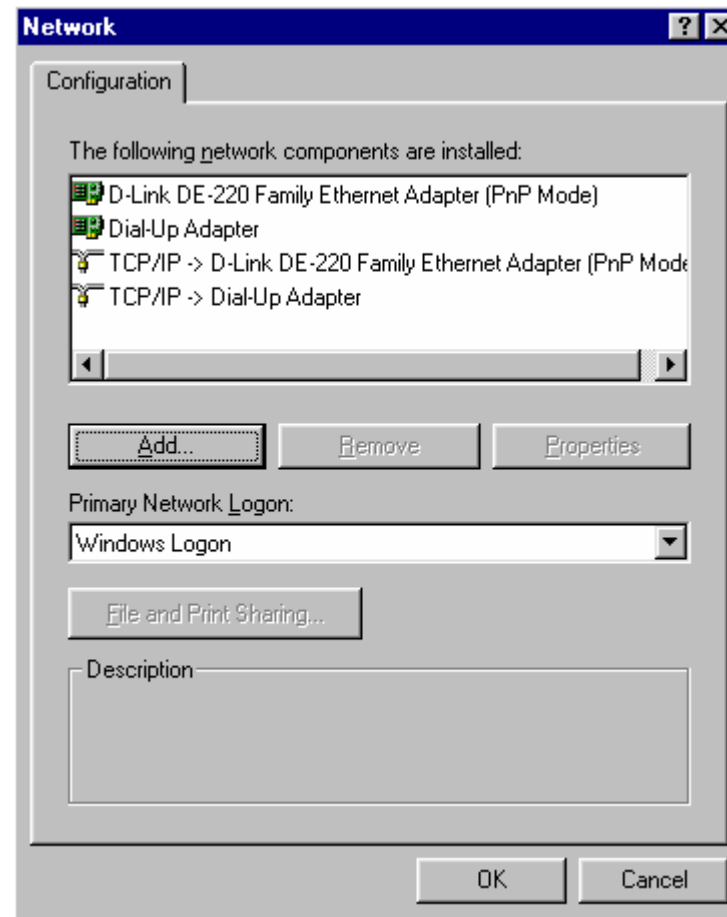 Network
Configuration
The following network components are installed:
D-Link DE-220 Family Ethernet Adapter (PnP Mode)
Dial-Up Adapter
TCP/IP -> D-Link DE-220 Family Ethernet Adapter (PnP Mode
TCP/IP -> Dial-Up Adapter
Add... Remove Properties
Primary Network Logon:
Windows Logon
File and Print Sharing...
Description
OK Cancel